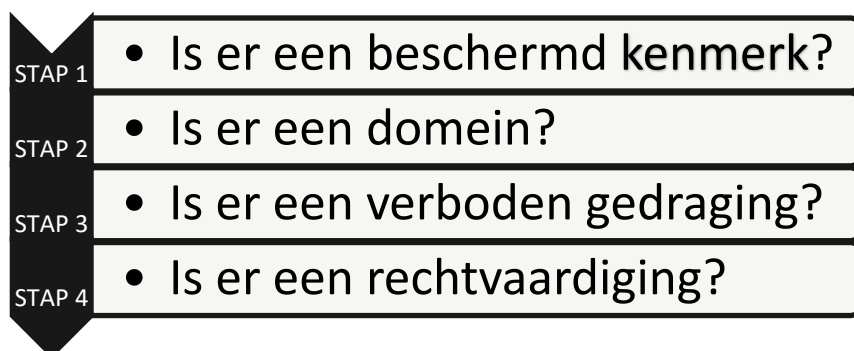 STAP 1
• Is er een beschermd kenmerk?
STAP 2
• Is er een domein?
STAP 3
• Is er een verboden gedraging?
STAP 4
• Is er een rechtvaardiging?